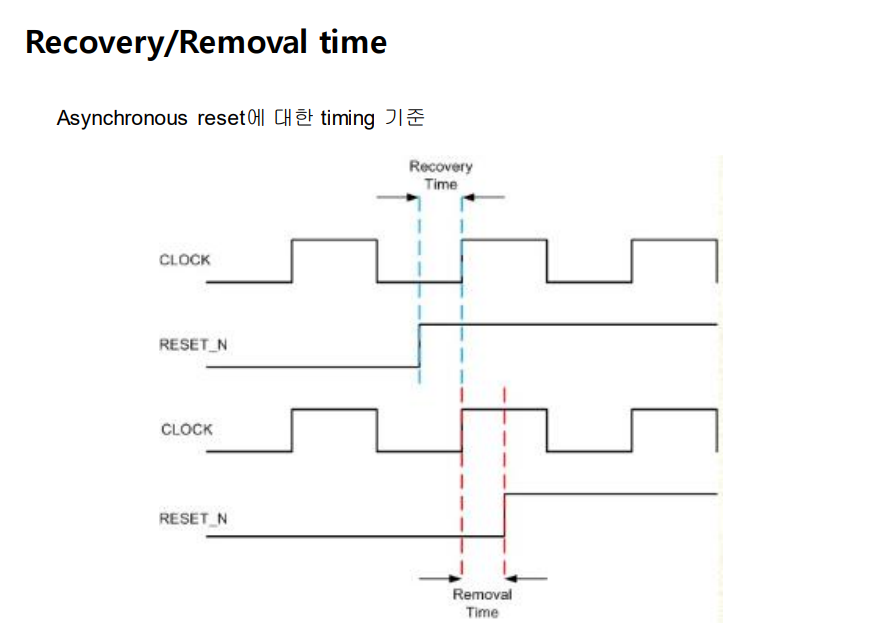 Recovery/Removal time
Asynchronous reset에 대한 timing 기준
Recovery
Time
CLOCK
RESET_N
CLOCK
RESET_N
Removal
Time